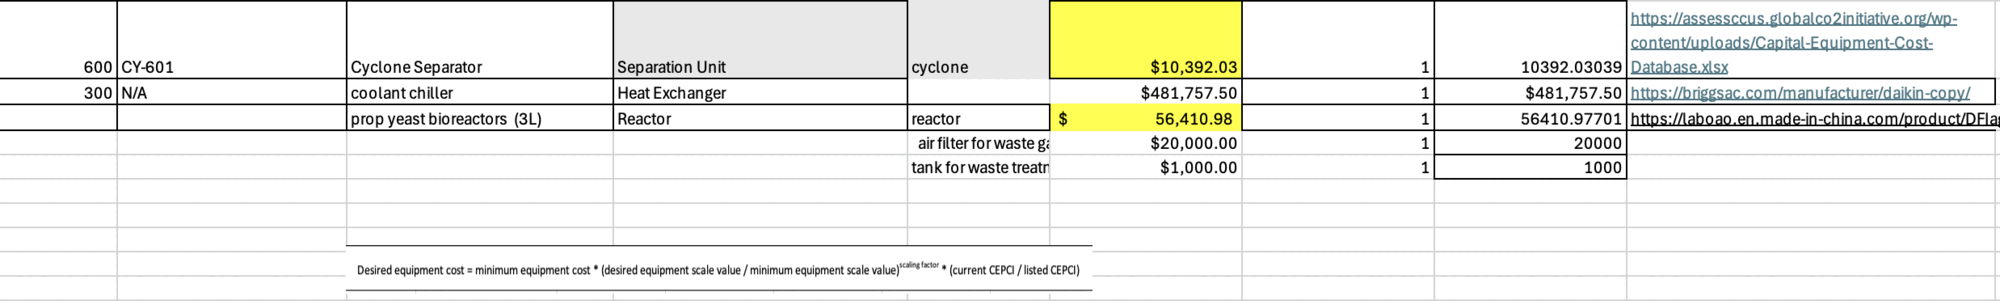 https://assessccus.globalco2initiative.org/wp-
content/uploads/Capital-Equipment-Cost-
600 CY-601 Cyclone Separator Separation Unit cyclone $10,392.03 1 10392.03039 Database.xlsx
300 N/A coolant chiller Heat Exchanger $481,757.50 1 $481,757.50 https://briggsac.com/manufacturer/daikin-copy/
prop yeast bioreactors (3L) Reactor reactor $ 56,410.98 1 56410.97701 https://laboao.en.made-in-china.com/product/DFIag
air filter for waste ga $20,000.00 1 20000
tank for waste treatm $1,000.00 1 1000
Desired equipment cost = minimum equipment cost * (desired equipment scale value / minimum equipment scale value)scaling factor * (current CEPCI / listed CEPCI)